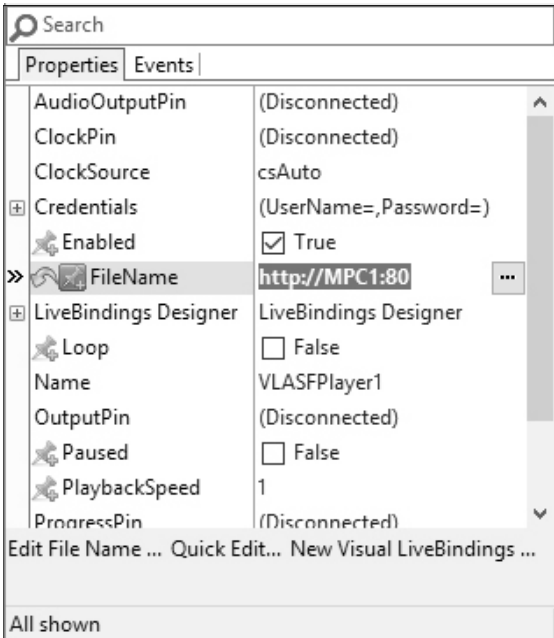 Search
Properties Events
AudioOutputPin (Disconnected)
ClockPin (Disconnected)
ClockSource csAuto
Credentials (UserName=,Password=)
Enabled True
FileName http://MPC1:80 ...
LiveBindings Designer LiveBindings Designer
Loop False
Name VLASFPlayer1
OutputPin (Disconnected)
Paused False
PlaybackSpeed 1
ProgressPin (Disconnected)
Edit File Name ... Quick Edit... New Visual LiveBindings ...
All shown